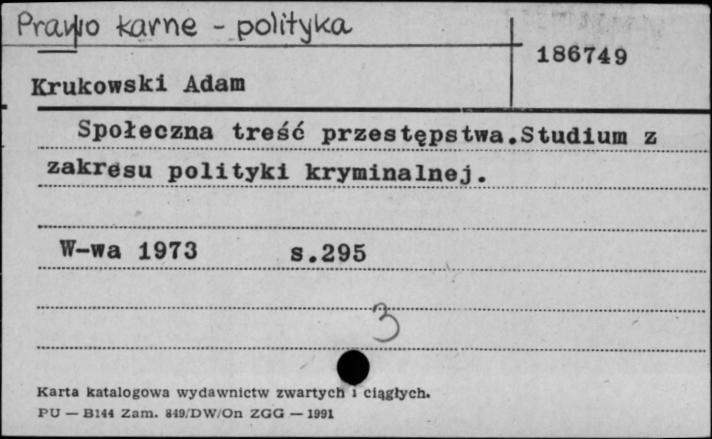 Prawo karne - polityka
186749
Krukowski Adam
Społeczna treść przestępstwa.Studium z
zakresu polityki kryminalnej.
W-wa 1973 s.295
3
Karta katalogowa wydawnictw zwartych i ciągłych.
PU — B144 Zam. 849/DW/On ZGG — 1991